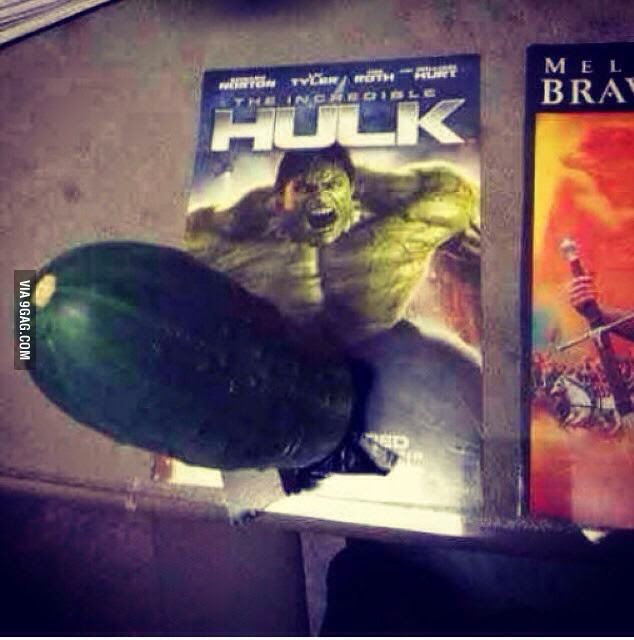 NORTON TYLER ROTH HURT
THE INCREDIBLE
HULK
MEL
BRAV
VIA 9GAG.COM